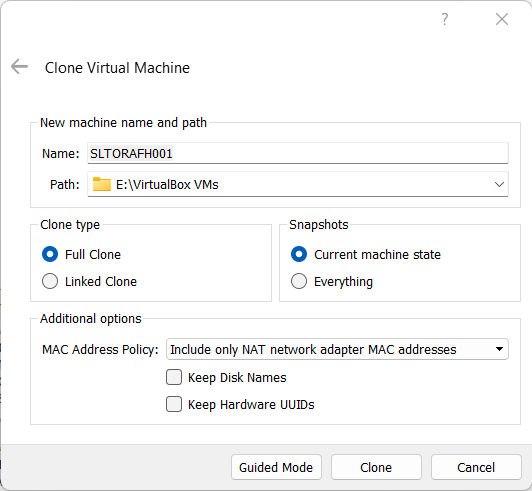 ?
Clone Virtual Machine
New machine name and path
Name: SLTORAFH001
Path: E:\VirtualBox VMs
Clone type
Full Clone
Linked Clone
Snapshots
Current machine state
Everything
Additional options
MAC Address Policy: Include only NAT network adapter MAC addresses
Keep Disk Names
Keep Hardware UUIDs
Guided Mode Clone Cancel